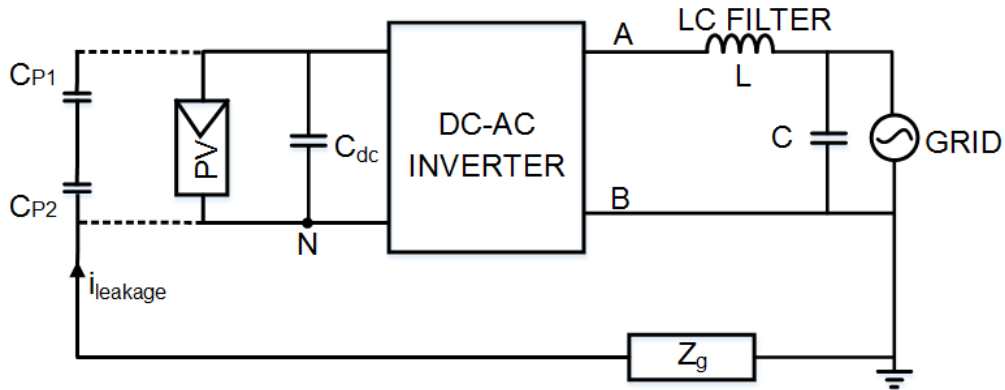 LC FILTER
A
CP1
L
DC-AC
INVERTER
PV
Cdc
C
GRID
CP2
B
N
ileakage
Zg